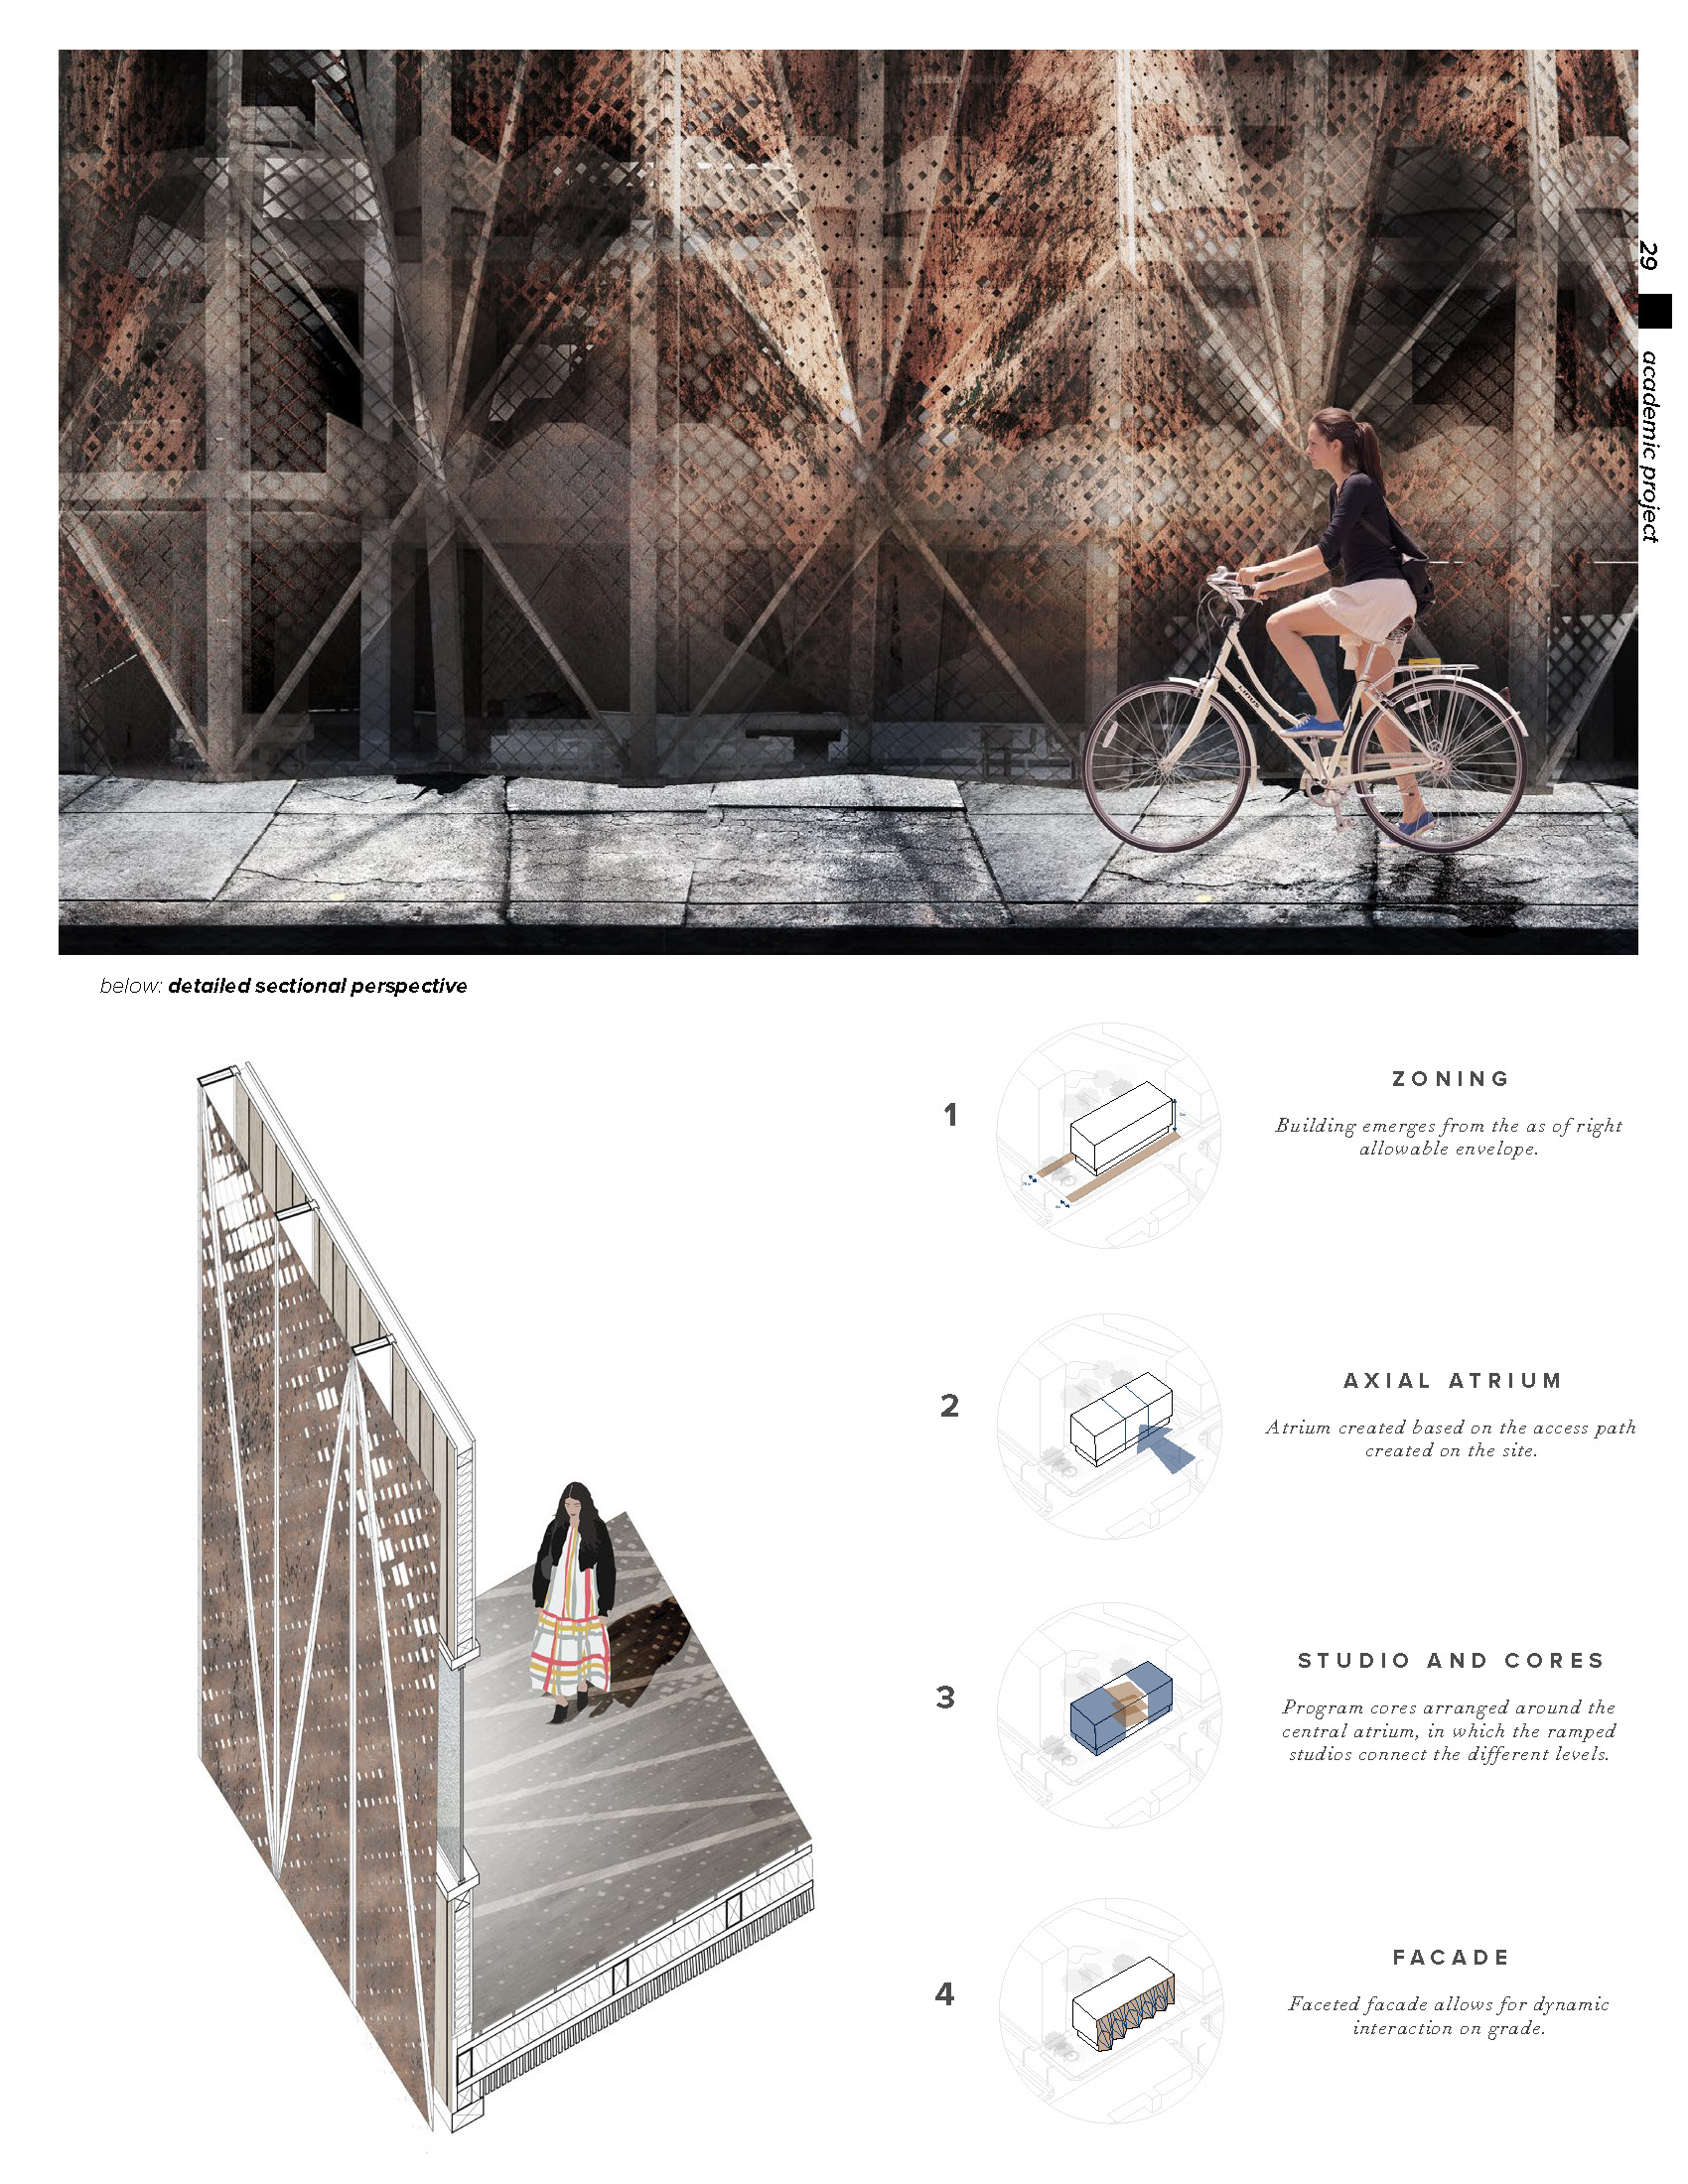 29
academic project
below: detailed sectional perspective
1
ZONING
Building emerges from the as of right
allowable envelope.
2
AXIAL ATRIUM
Atrium created based on the access path
created on the site.
3
STUDIO AND CORES
Program cores arranged around the
central atrium, in which the ramped
studios connect the different levels.
4
FACADE
Faceted facade allows for dynamic
interaction on grade.